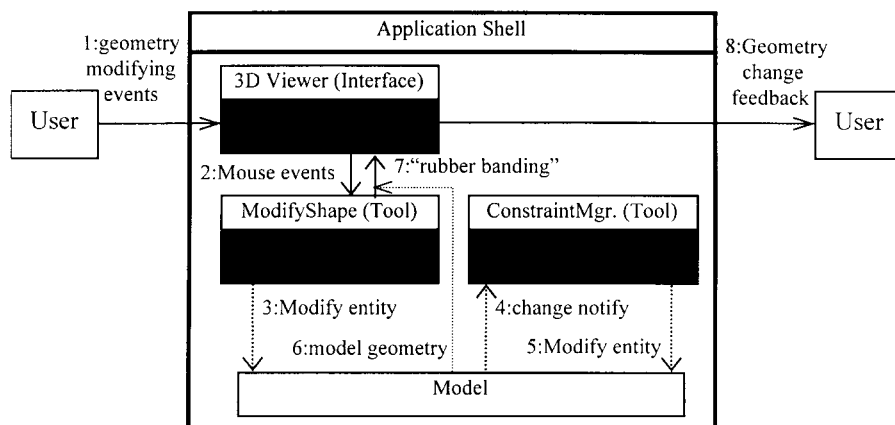 Application Shell
1:geometry
modifying
events
8:Geometry
change
feedback
3D Viewer (Interface)
User
User
2:Mouse events
7:“rubber banding”
ModifyShape (Tool)
ConstraintMgr. (Tool)
3:Modify entity
4:change notify
6:model geometry
5:Modify entity
Model